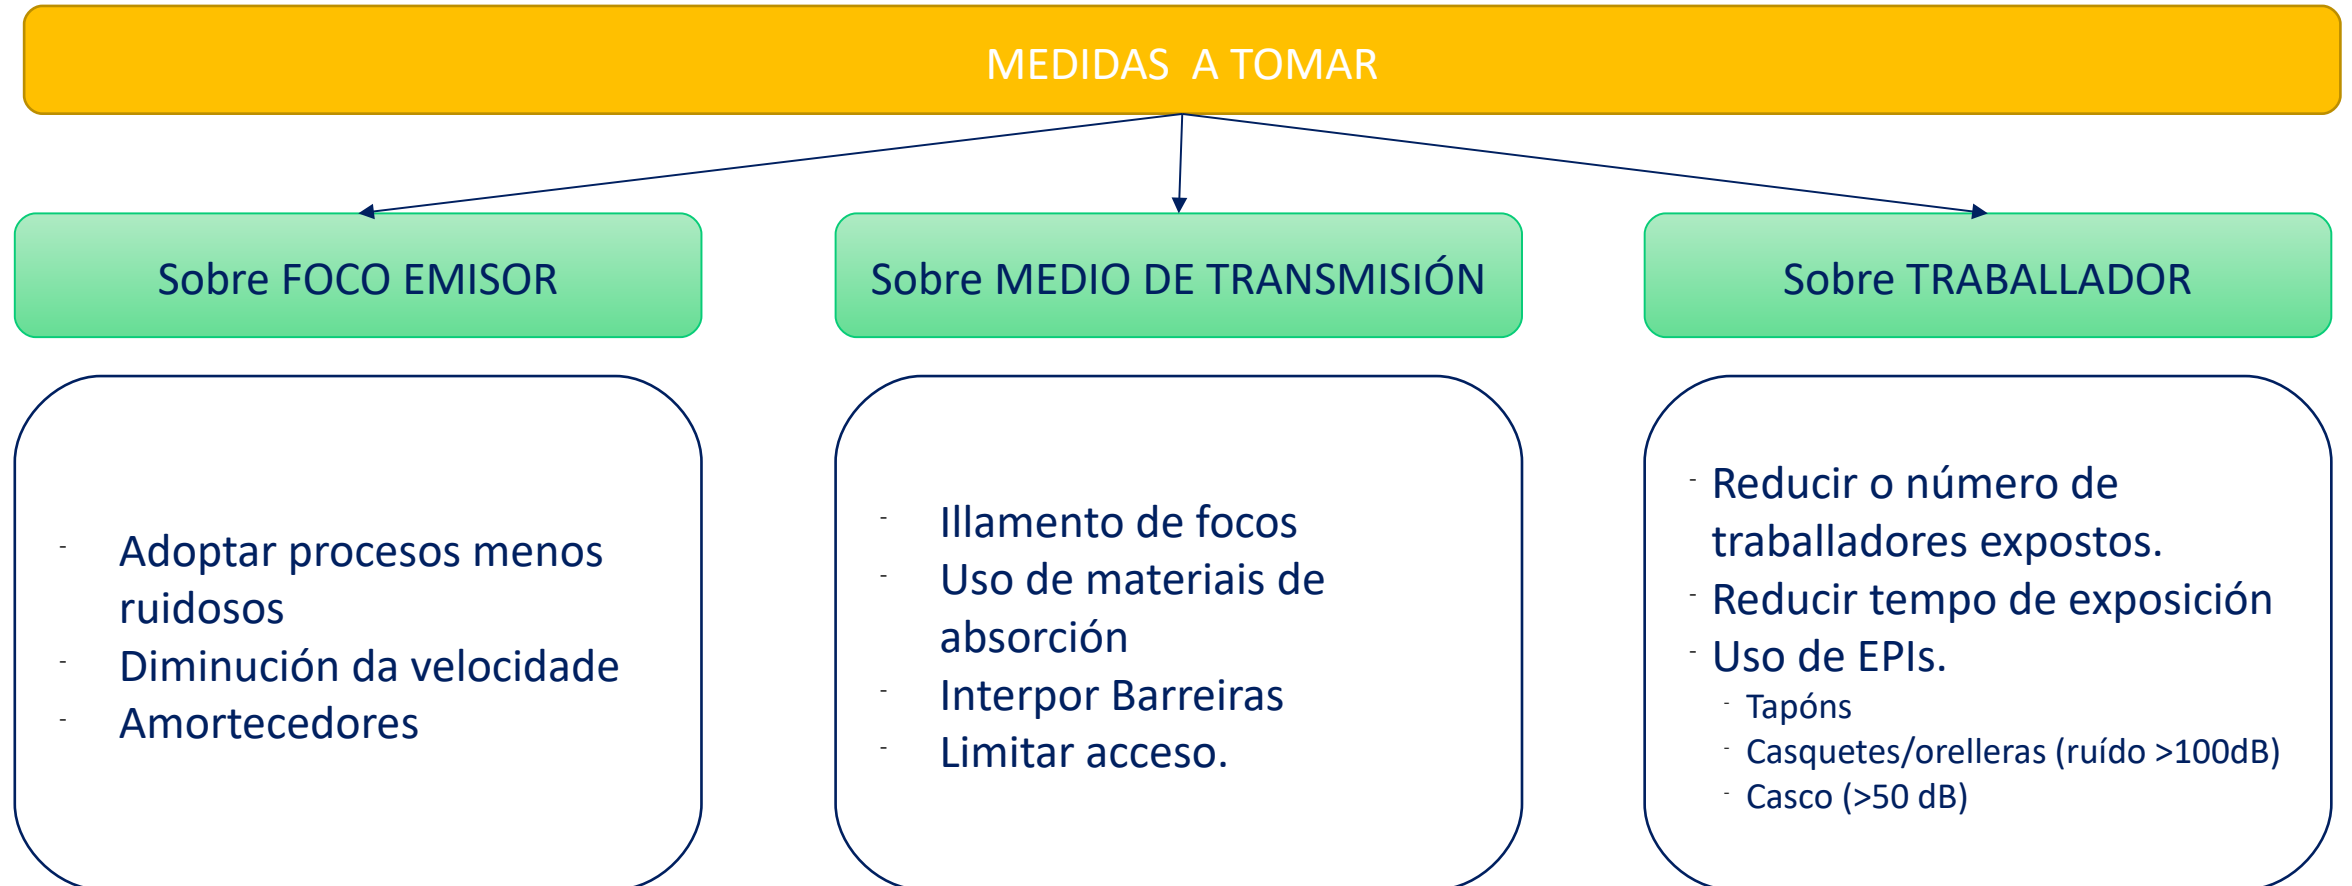 MEDIDAS A TOMAR
Sobre FOCO EMISOR
Sobre MEDIO DE TRANSMISIÓN
Sobre TRABALLADOR
- Adoptar procesos menos
ruidosos
- Diminución da velocidade
- Amortecedores
- Illamento de focos
- Uso de materiais de
absorción
- Interpor Barreiras
- Limitar acceso.
- Reducir o número de
traballadores expostos.
- Reducir tempo de exposición
- Uso de EPIs.
- Tapóns
- Casquetes/orelleras (ruído >100dB)
- Casco (>50 dB)